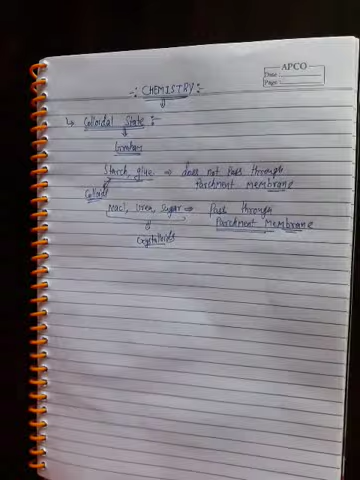 APCO
Date :
Page :
-: CHEMISTRY :-
↳ Colloidal State :-
Graham
Starch, glue ⇒ does not Pass through
Parchment membrane
Colloid
NaCl, Urea, Sugar ⇒ Pass through
Parchment Membrane
Crystalloids